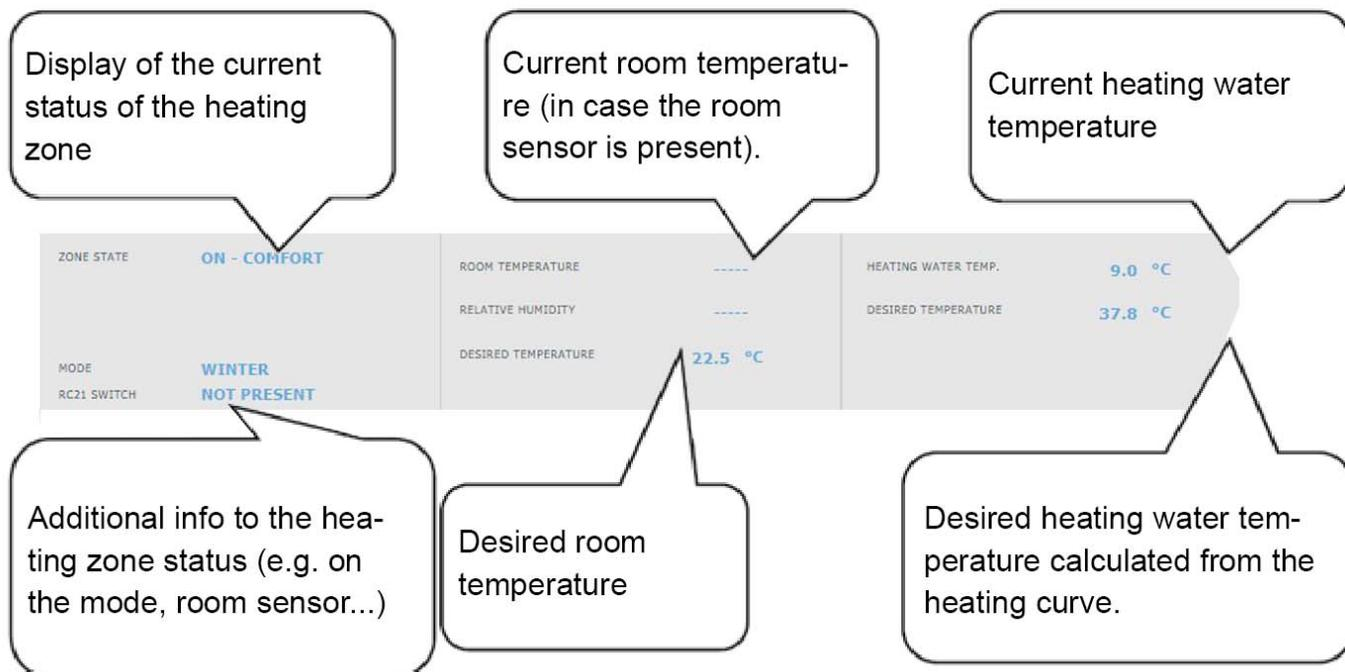 Display of the current
status of the heating
zone
Current room temperatu-
re (in case the room
sensor is present).
Current heating water
temperature
ZONE STATE ON - COMFORT
MODE WINTER
RC21 SWITCH NOT PRESENT
ROOM TEMPERATURE -----
RELATIVE HUMIDITY -----
DESIRED TEMPERATURE 22.5 °C
HEATING WATER TEMP. 9.0 °C
DESIRED TEMPERATURE 37.8 °C
Additional info to the hea-
ting zone status (e.g. on
the mode, room sensor...)
Desired room
temperature
Desired heating water tem-
perature calculated from the
heating curve.